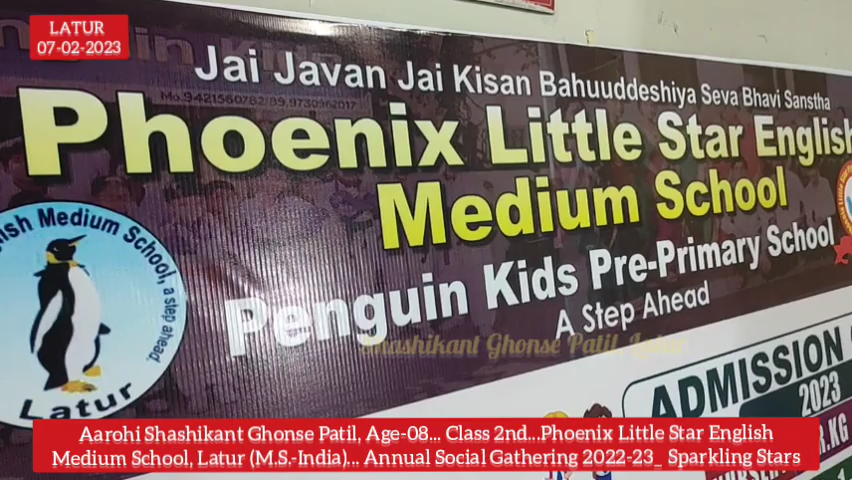 LATUR
07-02-2023
Jai Javan Jai Kisan Bahuuddeshiya Seva Bhavi Sanstha
Phoenix Little Star English
Medium School
Penguin Kids Pre-Primary School
A Step Ahead
Medium School, a step ahead.
Latur
Shashikant Ghonse Patil, Latur
ADMISSION
2023
Aarohi Shashikant Ghonse Patil, Age-08... Class 2nd...Phoenix Little Star English
Medium School, Latur (M.S.-India)... Annual Social Gathering 2022-23_ Sparkling Stars